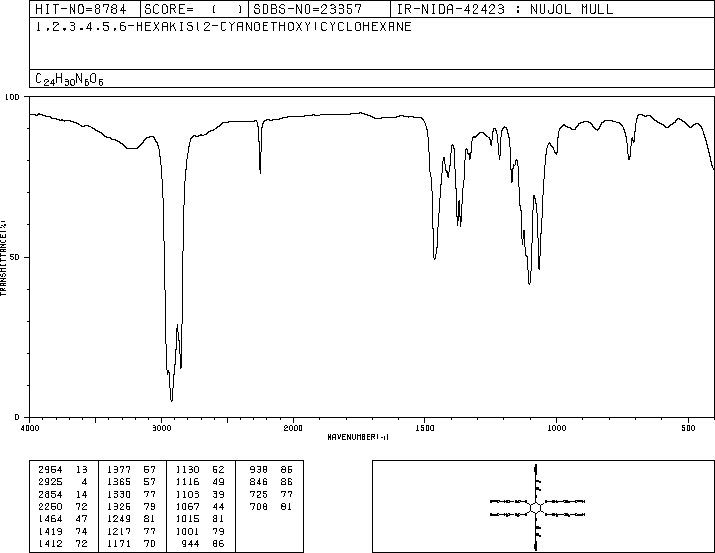 HIT-NO=8784 SCORE= ( ) SDBS-NO=23357 IR-NIDA-42423 : NUJOL MULL
1,2,3,4,5,6-HEXAKIS(2-CYANOETHOXY)CYCLOHEXANE
C24H30N6O6
100
50
0
TRANSMITTANCE(%)
4000 3000 2000 1500 1000 500
WAVENUMBER(-1)
2964 13 1377 57 1130 52 938 86
2925 4 1365 57 1116 49 846 86
2854 14 1330 77 1103 39 725 77
2260 72 1326 79 1067 44 708 81
1464 47 1249 81 1015 81
1419 74 1217 77 1001 79
1412 72 1171 70 944 86